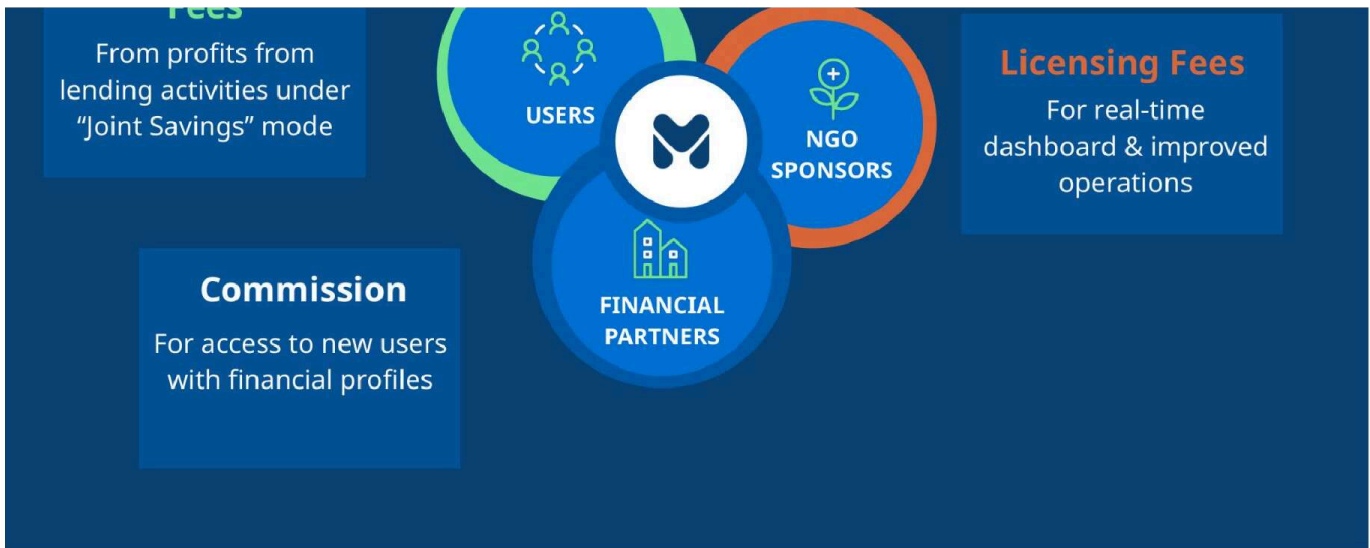 Fees
From profits from
lending activities under
“Joint Savings” mode
USERS
NGO
SPONSORS
Licensing Fees
For real-time
dashboard & improved
operations
FINANCIAL
PARTNERS
Commission
For access to new users
with financial profiles